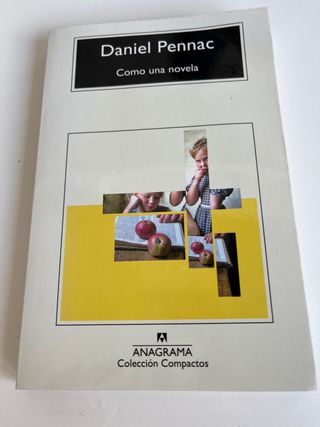 Daniel Pennac
Como una novela
ANAGRAMA
Colección Compactos